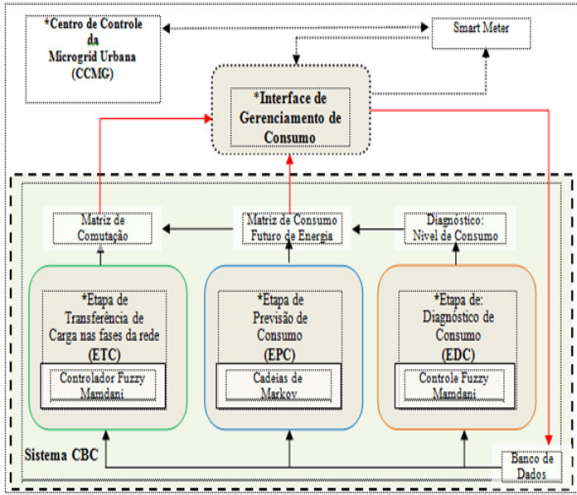 *Centro de Controle
da
Microgrid Urbana
(CCMG)
Smart Meter
*Interface de
Gerenciamento de
Consumo
Matriz de
Comutação
Matriz de Consumo
Futuro de Energia
Diagnóstico:
Nivel de Consumo
*Etapa de
Transferência de
Carga nas fases da rede
(ETC)
Controlador Fuzzy
Mamdani
*Etapa de
Previsão de
Consumo
(EPC)
Cadeias de
Markov
*Etapa de:
Diagnóstico de
Consumo
(EDC)
Controle Fuzzy
Mamdani
Sistema CBC
Banco de
Dados